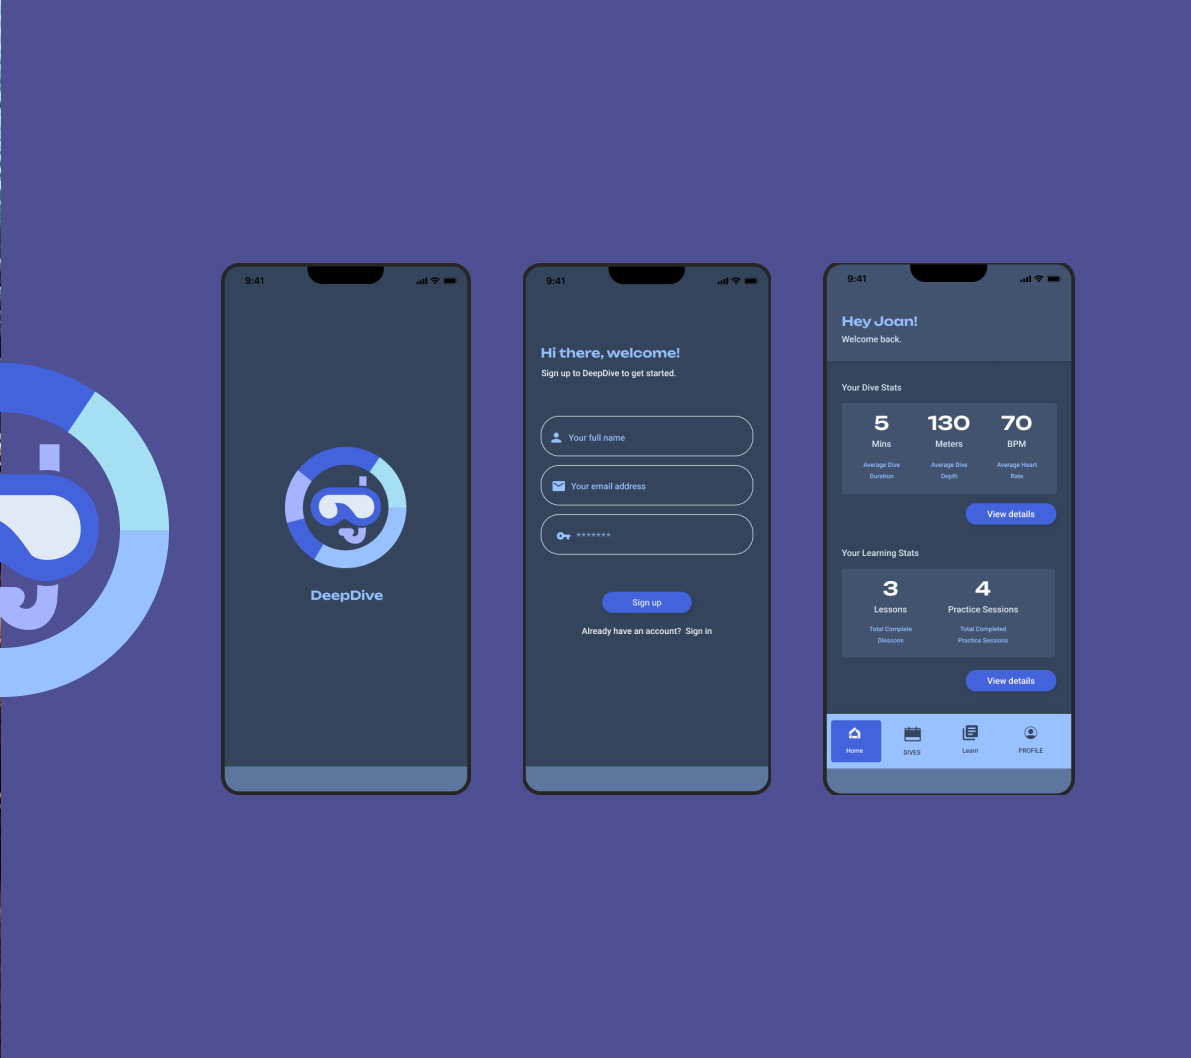 9:41
DeepDive
9:41
Hi there, welcome!
Sign up to DeepDive to get started.
Your full name
Your email address
*******
Sign up
Already have an account? Sign in
9:41
Hey Joan!
Welcome back.
Your Dive Stats
5 130 70
Mins Meters BPM
Average Dive Average Dive Average Heart
Duration Depth Rate
View details
Your Learning Stats
3 4
Lessons Practice Sessions
Total Complete Total Completed
Dlessons Practice Sessions
View details
Home DIVES Learn PROFILE